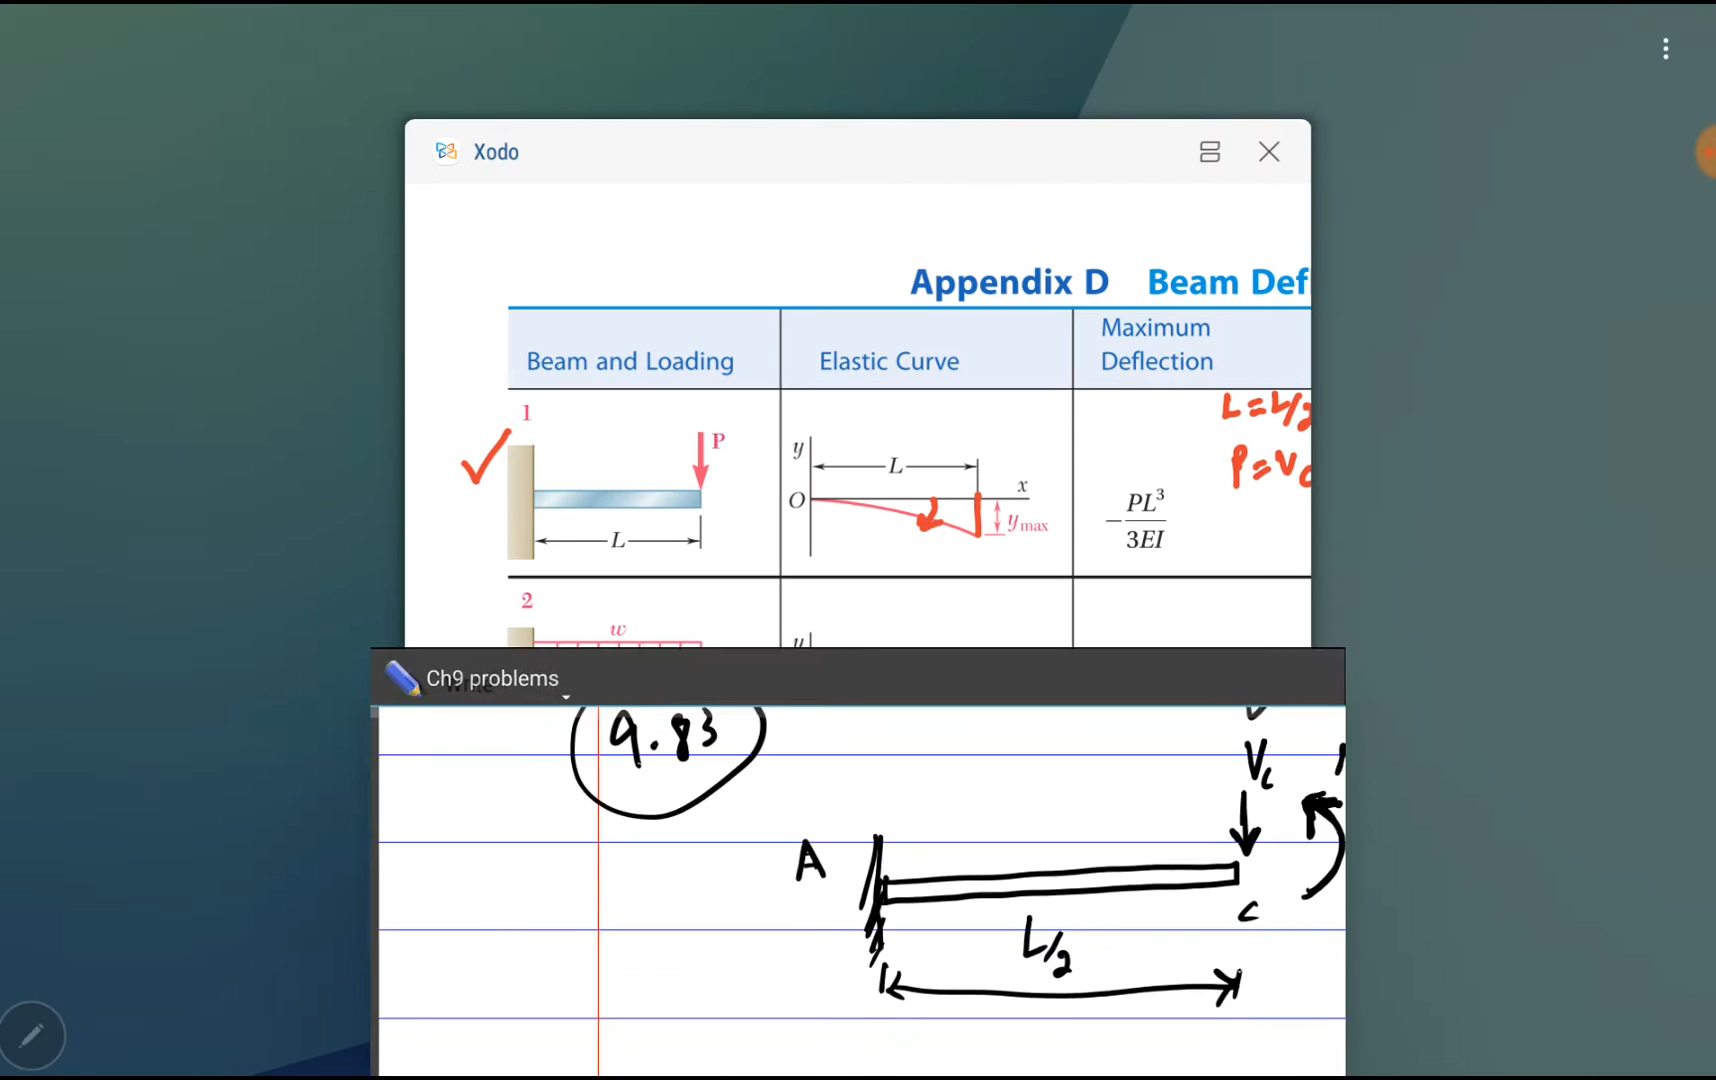 Xodo
Appendix D Beam Def
Beam and Loading
Elastic Curve
Maximum
Deflection
1
P
L
y
L
x
O
y max
L = L/2
P = VC
−PL³/3EI
2
w
y
Ch9 problems
9.83
VC
A
C
L/2